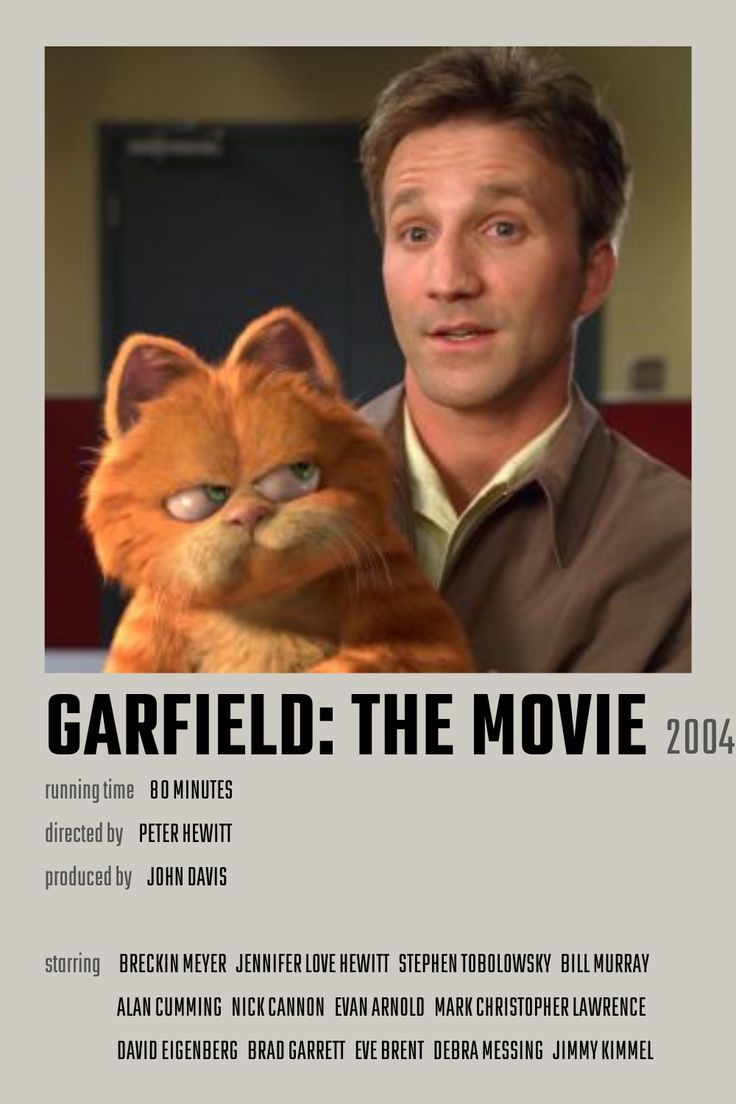 GARFIELD: THE MOVIE 2004
running time 80 MINUTES
directed by PETER HEWITT
produced by JOHN DAVIS
starring BRECKIN MEYER JENNIFER LOVE HEWITT STEPHEN TOBOLOWSKY BILL MURRAY
ALAN CUMMING NICK CANNON EVAN ARNOLD MARK CHRISTOPHER LAWRENCE
DAVID EIGENBERG BRAD GARRETT EVE BRENT DEBRA MESSING JIMMY KIMMEL